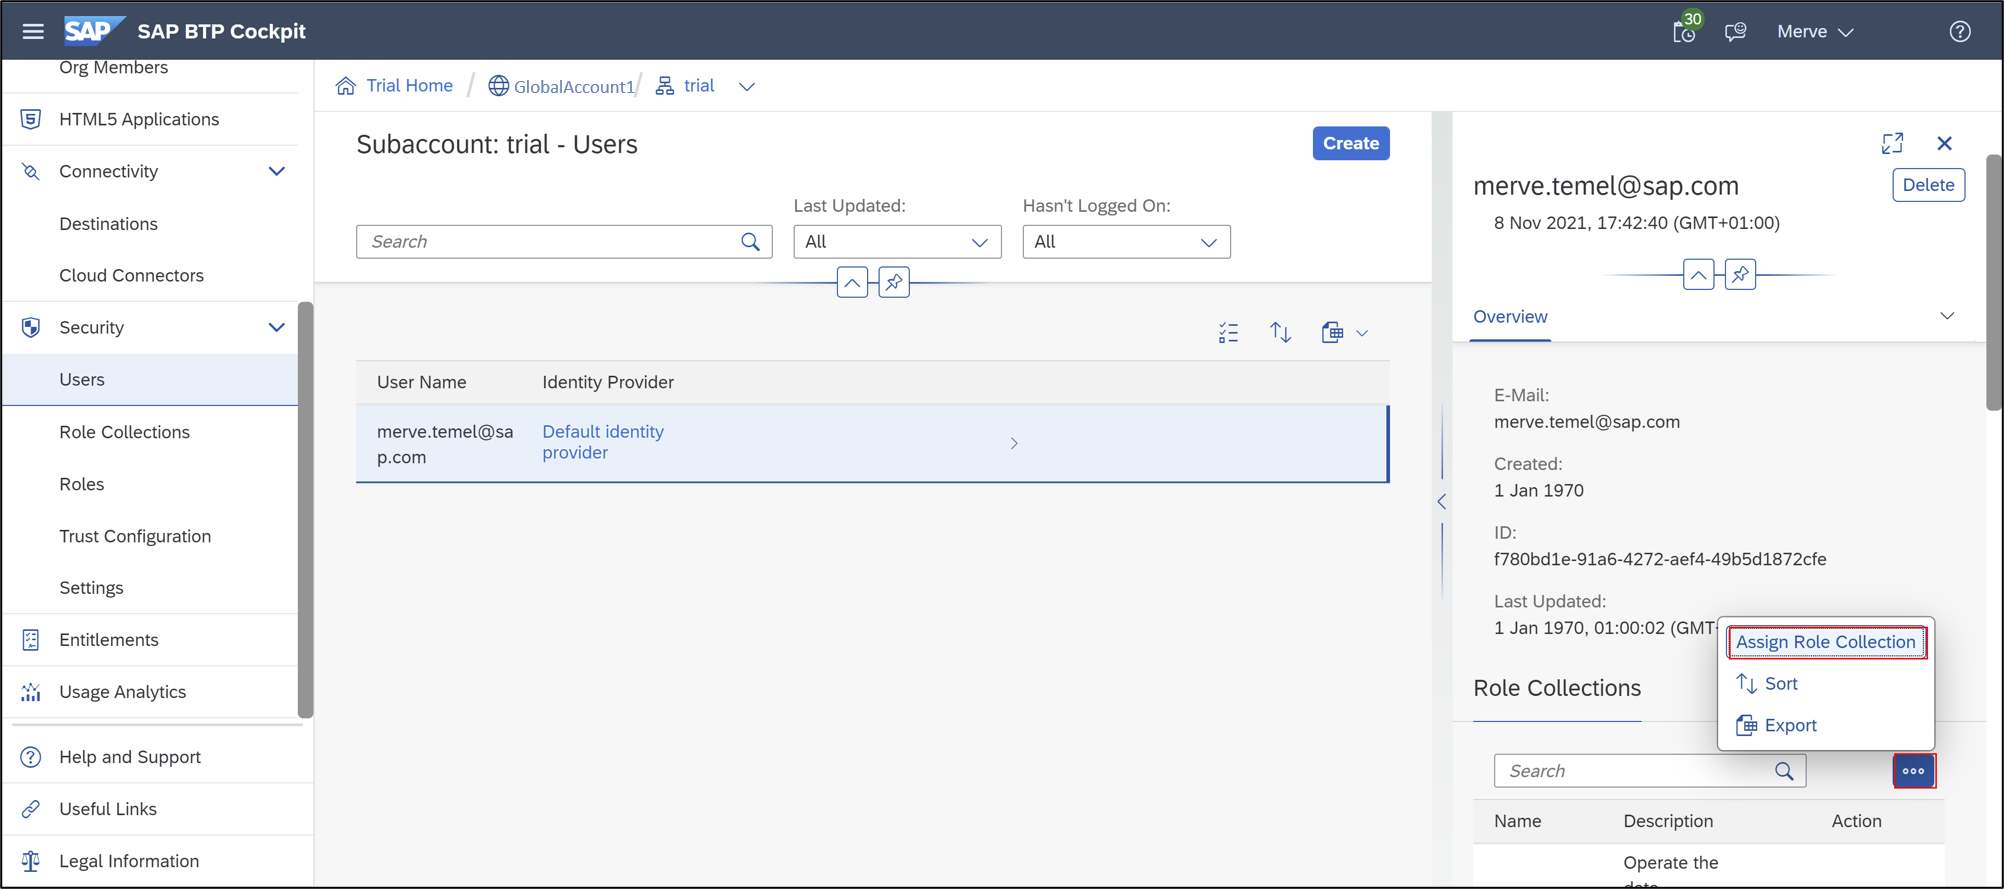 SAP SAP BTP Cockpit
30
Merve
Org Members
HTML5 Applications
Connectivity
Destinations
Cloud Connectors
Security
Users
Role Collections
Roles
Trust Configuration
Settings
Entitlements
Usage Analytics
Help and Support
Useful Links
Legal Information
Trial Home / GlobalAccount1/ trial
Subaccount: trial - Users
Create
Last Updated:
Hasn't Logged On:
Search
All
All
User Name Identity Provider
merve.temel@sa
p.com
Default identity
provider
merve.temel@sap.com
Delete
8 Nov 2021, 17:42:40 (GMT+01:00)
Overview
E-Mail:
merve.temel@sap.com
Created:
1 Jan 1970
ID:
f780bd1e-91a6-4272-aef4-49b5d1872cfe
Last Updated:
1 Jan 1970, 01:00:02 (GMT-
Assign Role Collection
Sort
Export
Role Collections
Search
Name Description Action
Operate the